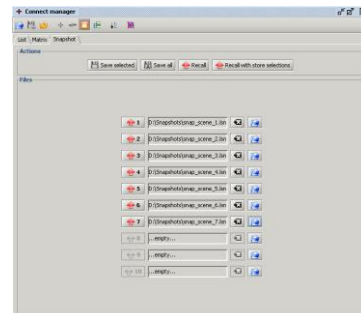 Connect manager
List Matrix Snapshot
Actions
Save selected Save all Recall Recall with store selections
Files
1 D:\Snapshots\snap_scene_1.lsn
2 D:\Snapshots\snap_scene_2.lsn
3 D:\Snapshots\snap_scene_3.lsn
4 D:\Snapshots\snap_scene_4.lsn
5 D:\Snapshots\snap_scene_5.lsn
6 D:\Snapshots\snap_scene_6.lsn
7 D:\Snapshots\snap_scene_7.lsn
8 ...empty...
9 ...empty...
10 ...empty...